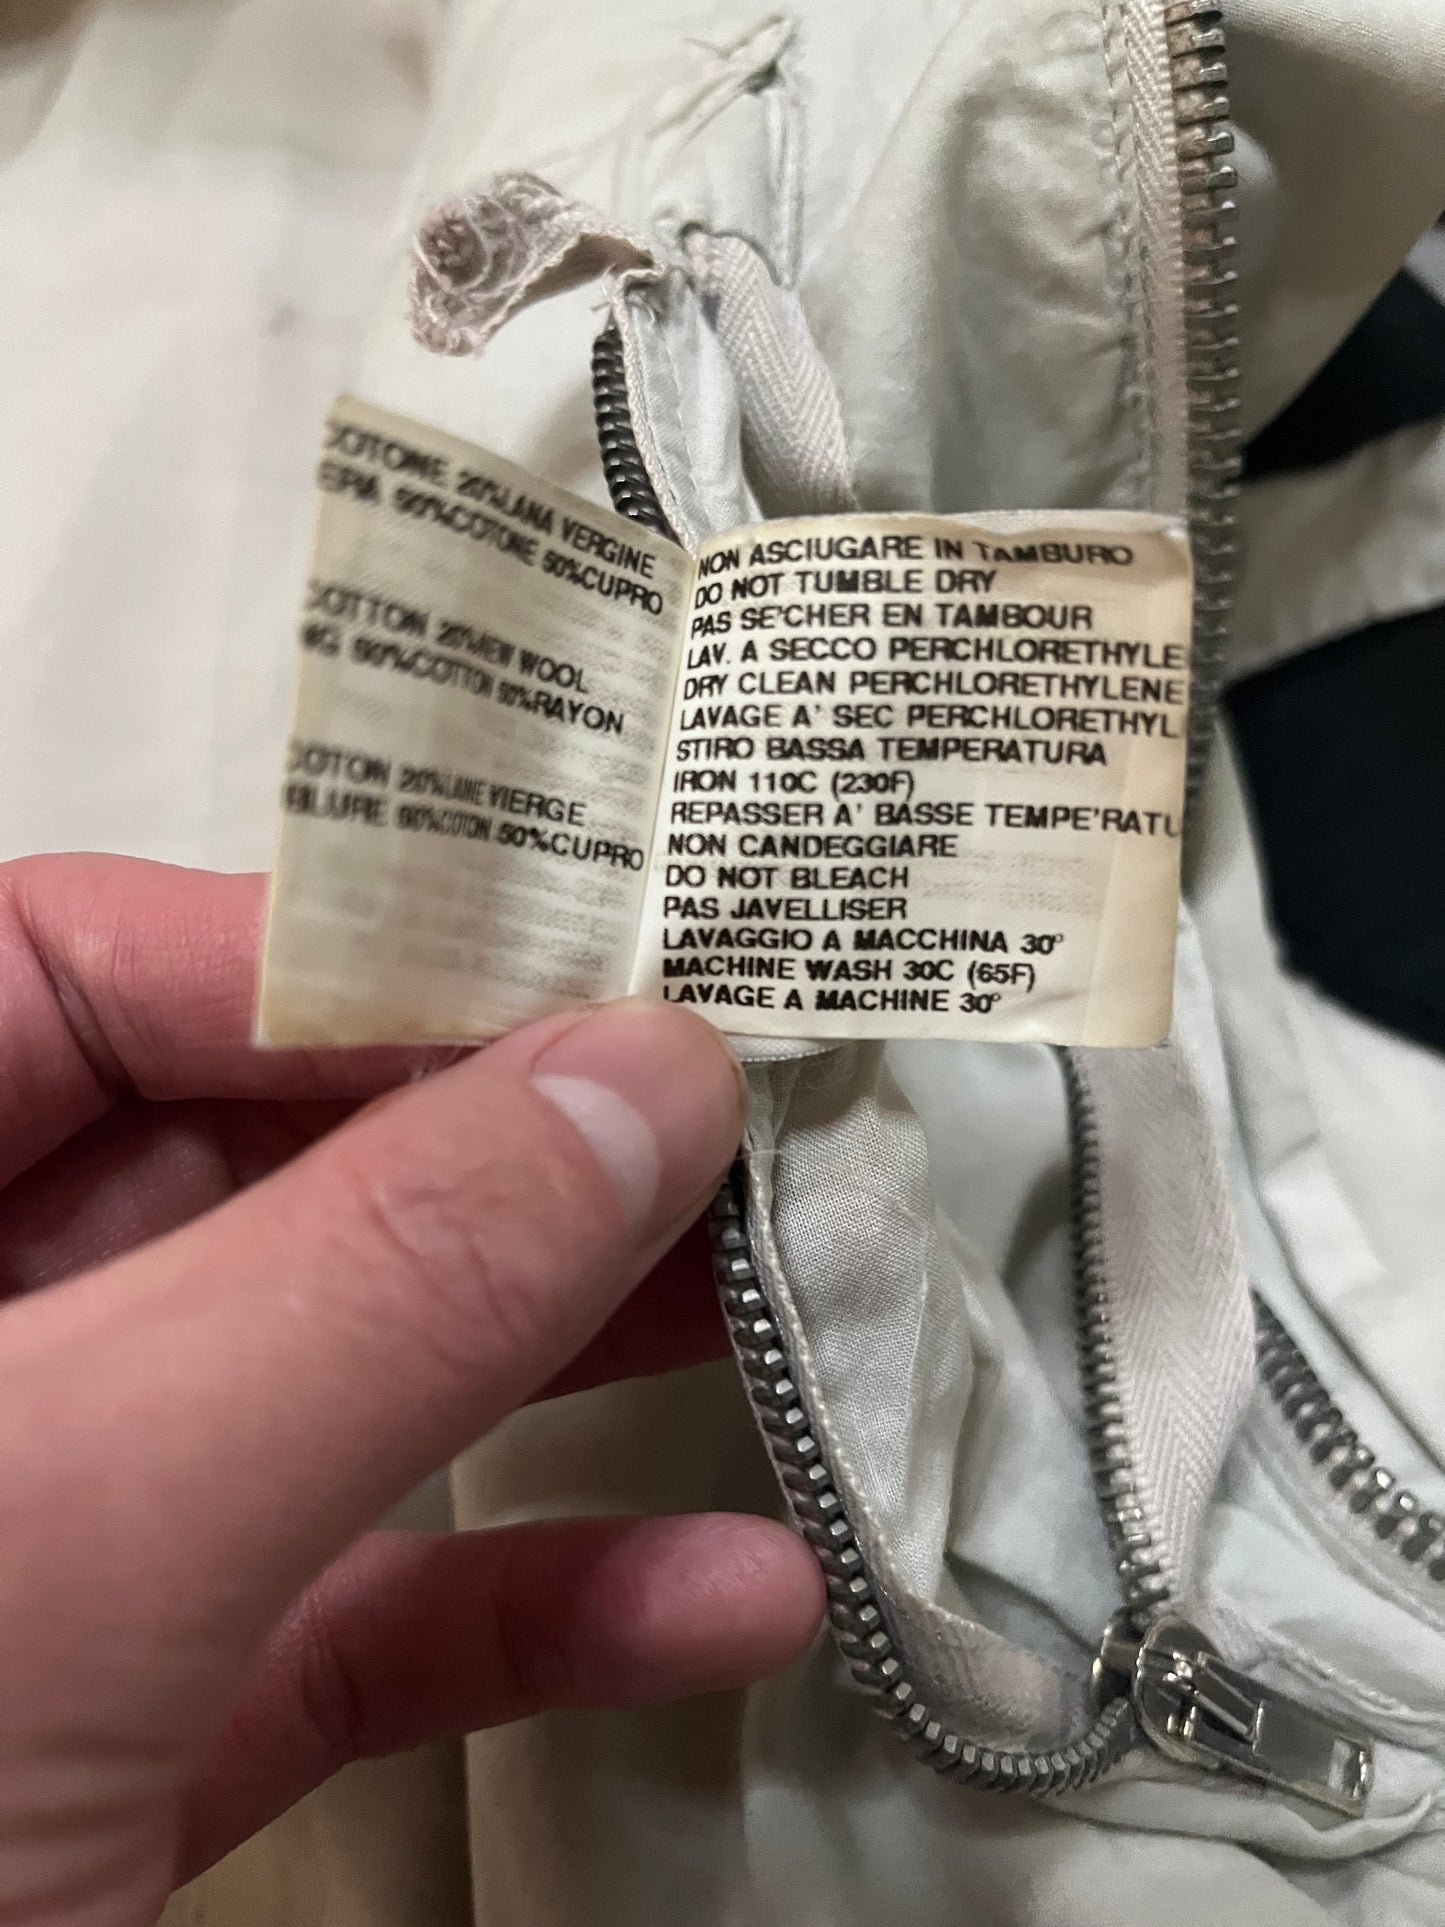 COTONE 20%LANA VERGINE
50%COTONE 50%CUPRO
COTTON 20%NEW WOOL
50%COTTON 50%RAYON
COTON 20%LAINE VIERGE
50%COTON 50%CUPRO
NON ASCIUGARE IN TAMBURO
DO NOT TUMBLE DRY
PAS SE'CHER EN TAMBOUR
LAV. A SECCO PERCHLORETHYLE
DRY CLEAN PERCHLORETHYLENE
LAVAGE A' SEC PERCHLORETHYL
STIRO BASSA TEMPERATURA
IRON 110C (230F)
REPASSER A' BASSE TEMPE'RATU
NON CANDEGGIARE
DO NOT BLEACH
PAS JAVELLISER
LAVAGGIO A MACCHINA 30°
MACHINE WASH 30C (65F)
LAVAGE A MACHINE 30°